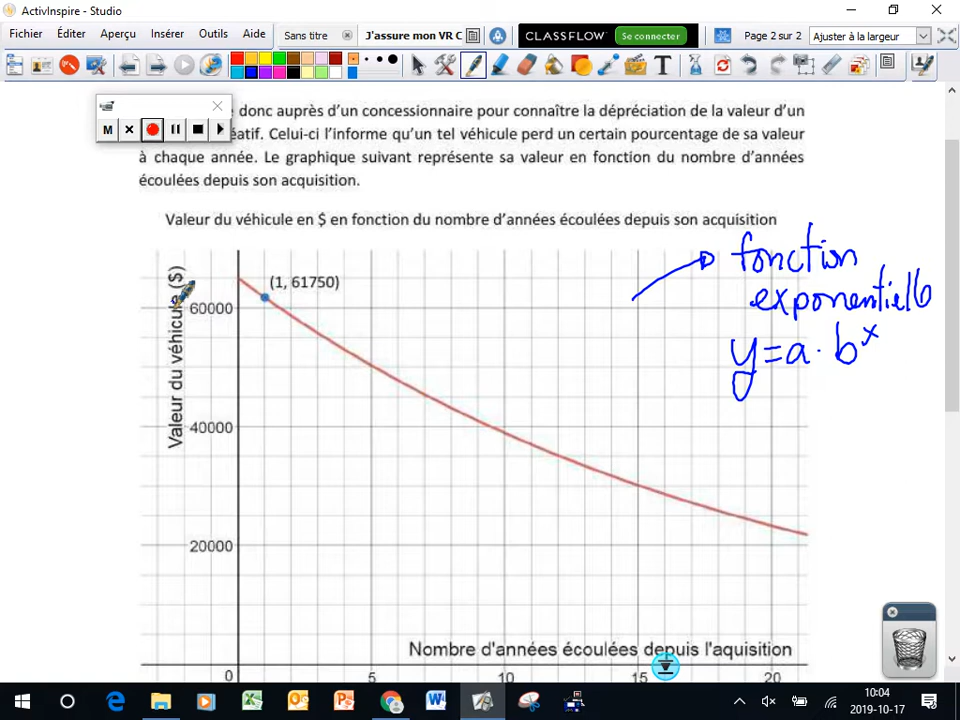 ActivInspire - Studio
Fichier Éditer Aperçu Insérer Outils Aide Sans titre J'assure mon VR C CLASSFLOW Se connecter Page 2 sur 2 Ajuster à la largeur
M
donc auprès d'un concessionnaire pour connaître la dépréciation de la valeur d'un
éatif. Celui-ci l'informe qu'un tel véhicule perd un certain pourcentage de sa valeur
à chaque année. Le graphique suivant représente sa valeur en fonction du nombre d'années
écoulées depuis son acquisition.
Valeur du véhicule en $ en fonction du nombre d'années écoulées depuis son acquisition
fonction
exponentielle
y = a · b^x
(1, 61750)
Valeur du véhicule ($)
60000
40000
20000
Nombre d'années écoulées depuis l'aquisition
0 5 10 15 20
10:04
2019-10-17